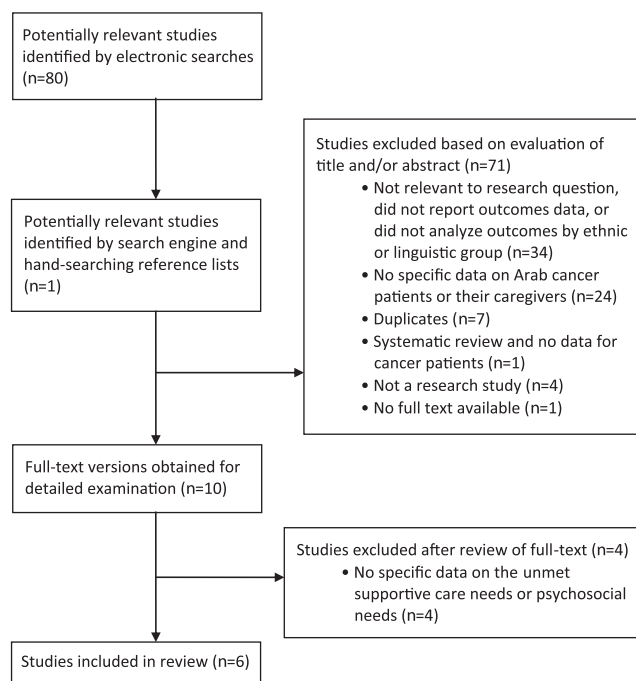 Potentially relevant studies
identified by electronic searches
(n=80)
Potentially relevant studies
identified by search engine and
hand-searching reference lists
(n=1)
Studies excluded based on evaluation of
title and/or abstract (n=71)
• Not relevant to research question,
did not report outcomes data, or
did not analyze outcomes by ethnic
or linguistic group (n=34)
• No specific data on Arab cancer
patients or their caregivers (n=24)
• Duplicates (n=7)
• Systematic review and no data for
cancer patients (n=1)
• Not a research study (n=4)
• No full text available (n=1)
Full-text versions obtained for
detailed examination (n=10)
Studies excluded after review of full-text (n=4)
• No specific data on the unmet
supportive care needs or psychosocial
needs (n=4)
Studies included in review (n=6)